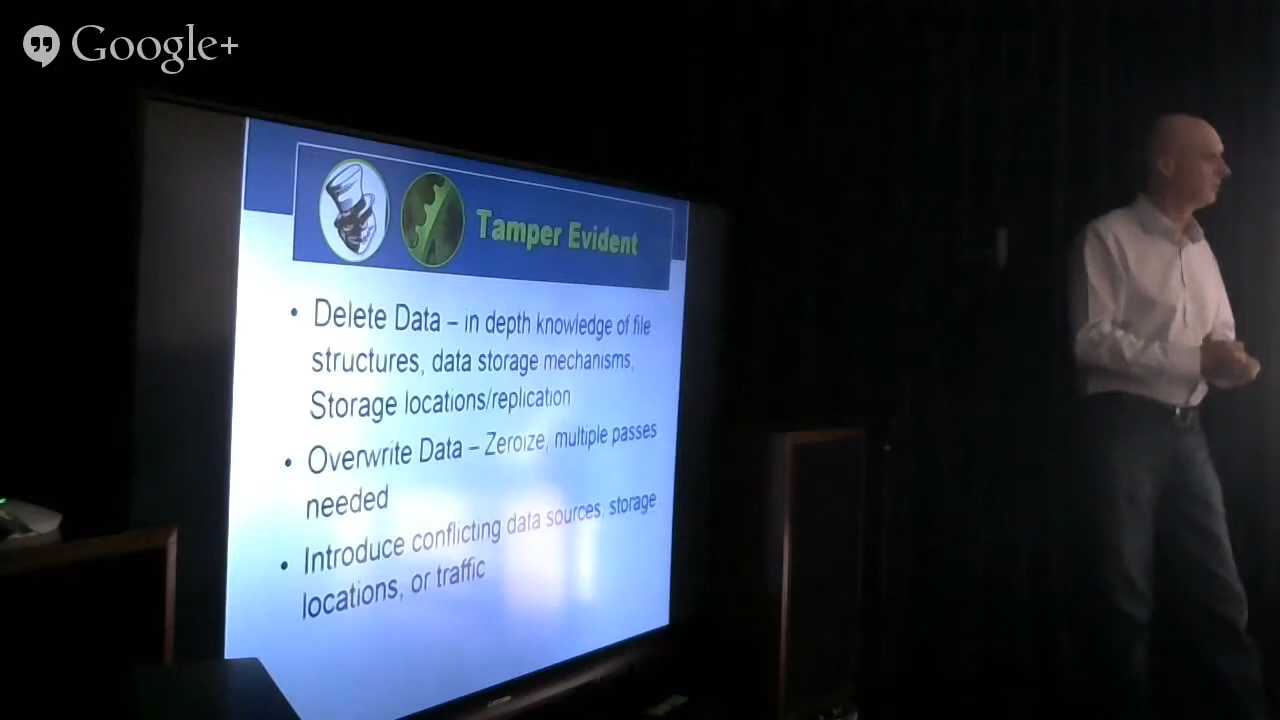 Google+
Tamper Evident
• Delete Data – in depth knowledge of file
structures, data storage mechanisms,
Storage locations/replication
• Overwrite Data – Zeroize, multiple passes
needed
• Introduce conflicting data sources, storage
locations, or traffic